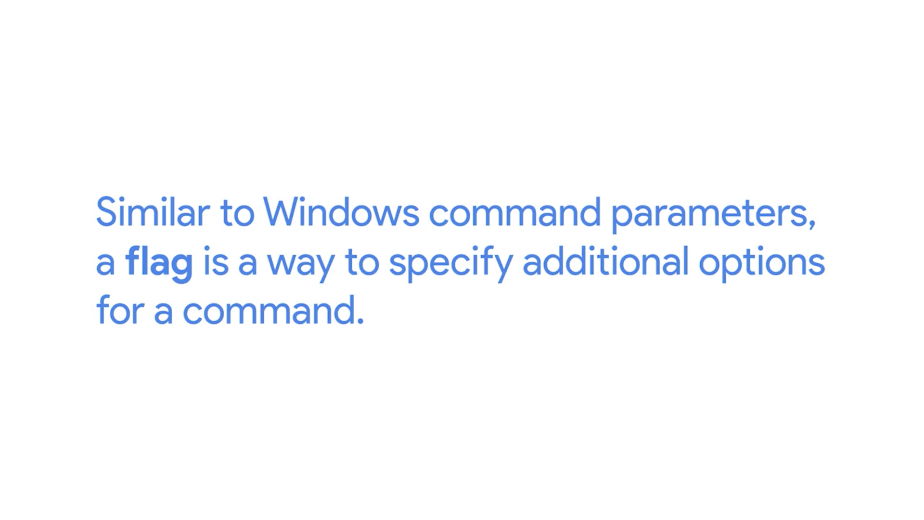 Similar to Windows command parameters,
a flag is a way to specify additional options
for a command.